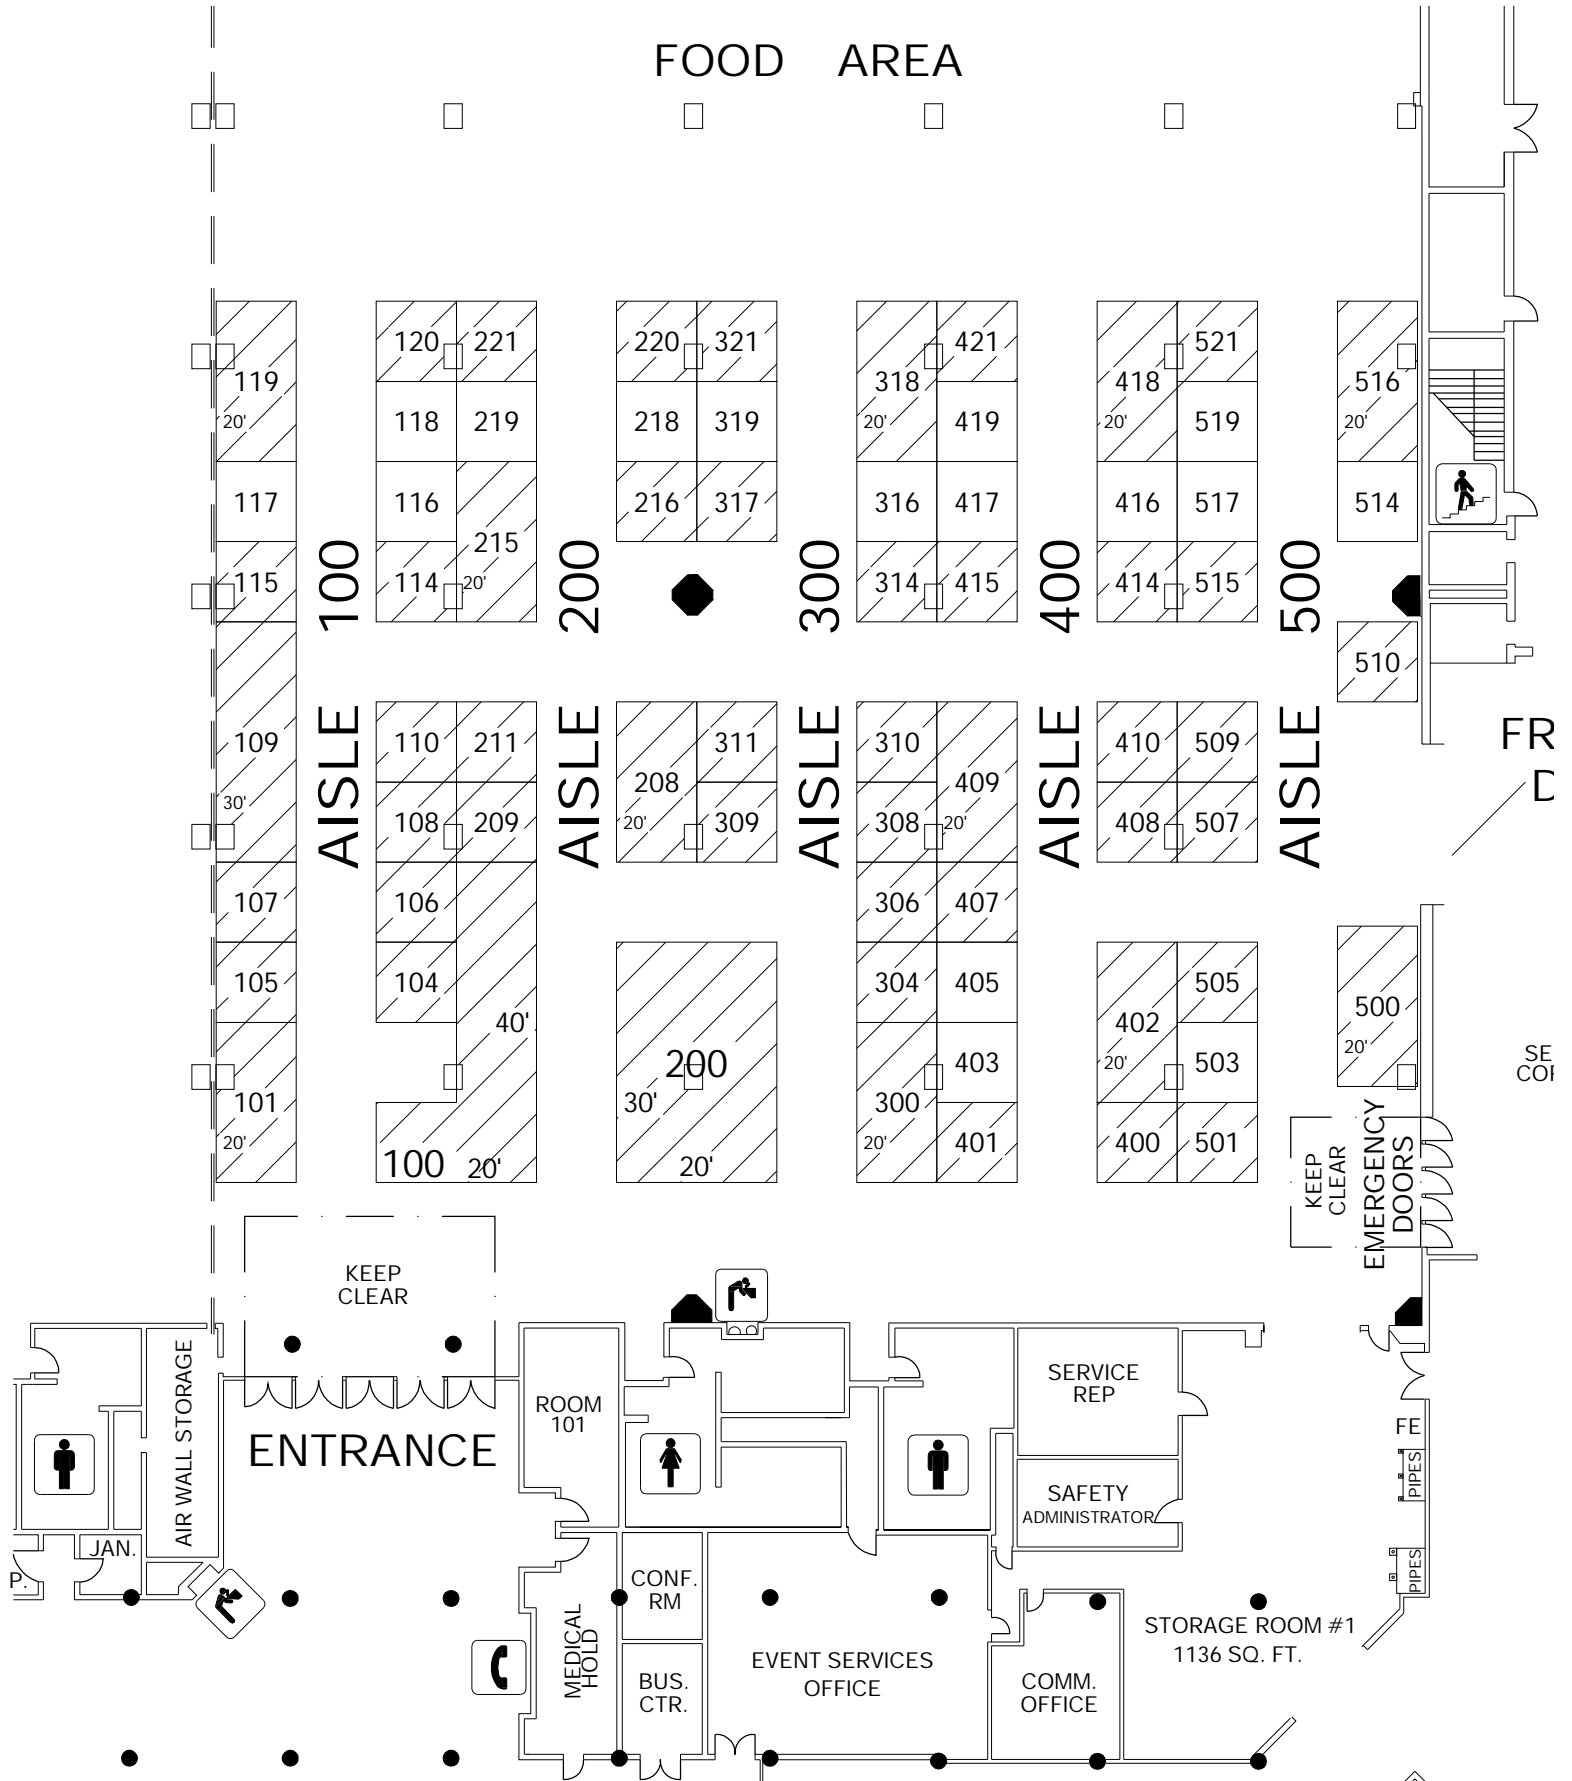 FOOD AREA
120 221 220 321 421 521
119 318 418 516
20' 118 219 218 319 20' 419 20' 519 20'
117 116 216 317 316 417 416 517 514
215
115 114 20' 314 415 414 515
100 200 300 400 500
510
AISLE AISLE AISLE AISLE AISLE
109 110 211 311 310 410 509
FR
208 409
D
30' 108 209 20' 309 308 20' 408 507
107 106 306 407
105 104 304 405 505
500
40' 402
20'
200 403 20' 503
SE
COR
101 30' 300
20' 20' 401 400 501
100 20' 20'
KEEP
CLEAR
EMERGENCY
DOORS
KEEP
CLEAR
AIR WALL STORAGE
ROOM
101
SERVICE
REP
ENTRANCE
FE
PIPES
SAFETY
ADMINISTRATOR
JAN.
P.
PIPES
CONF.
RM
MEDICAL
HOLD
STORAGE ROOM #1
1136 SQ. FT.
EVENT SERVICES
OFFICE
BUS.
CTR.
COMM.
OFFICE